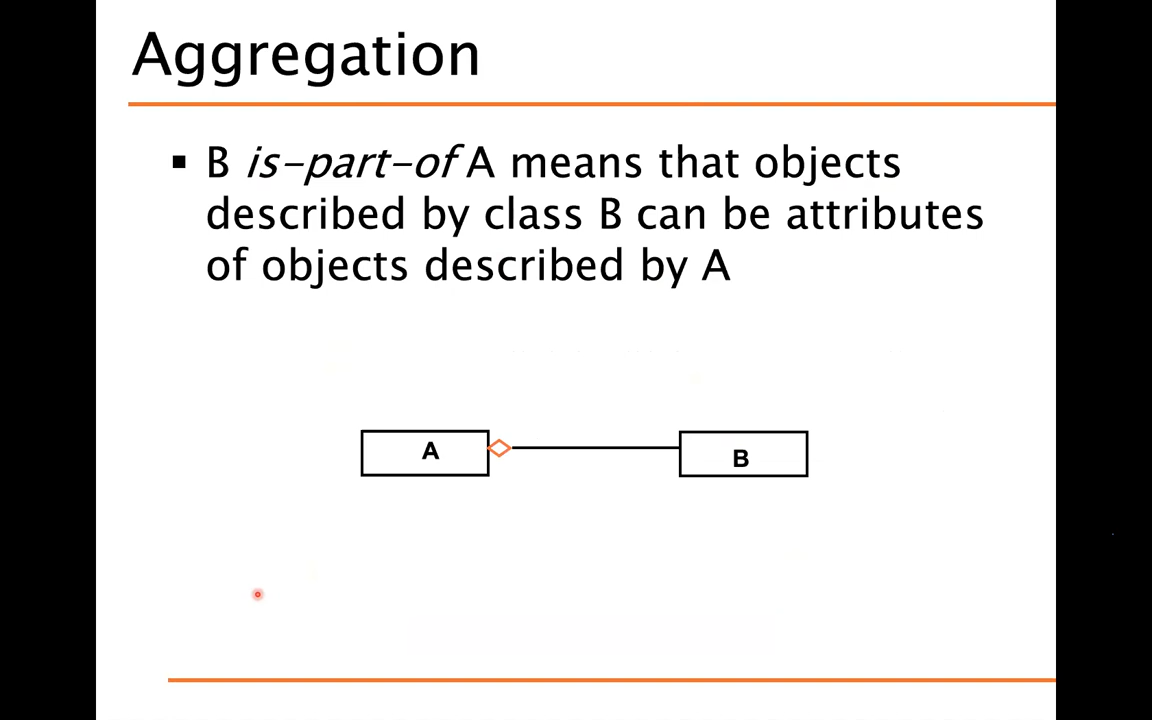 Aggregation
▪ B is-part-of A means that objects
described by class B can be attributes
of objects described by A
A
B